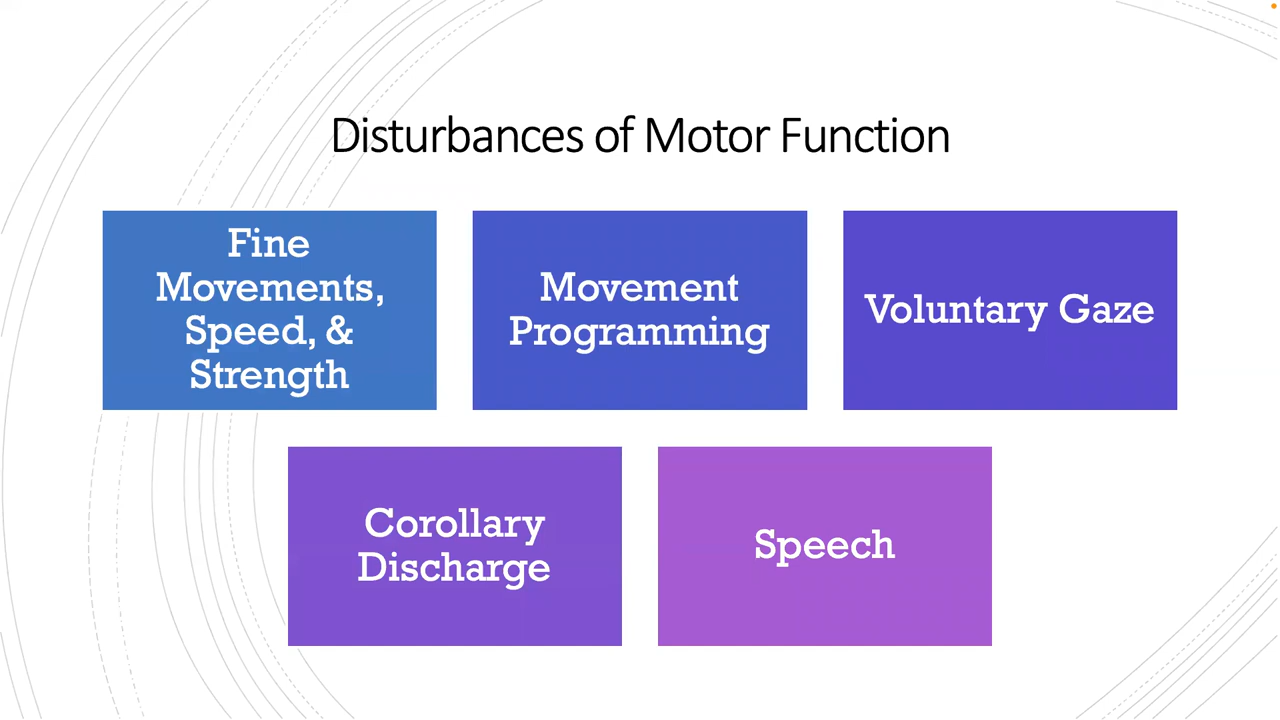 Disturbances of Motor Function
Fine
Movements,
Speed, &
Strength
Movement
Programming
Voluntary Gaze
Corollary
Discharge
Speech